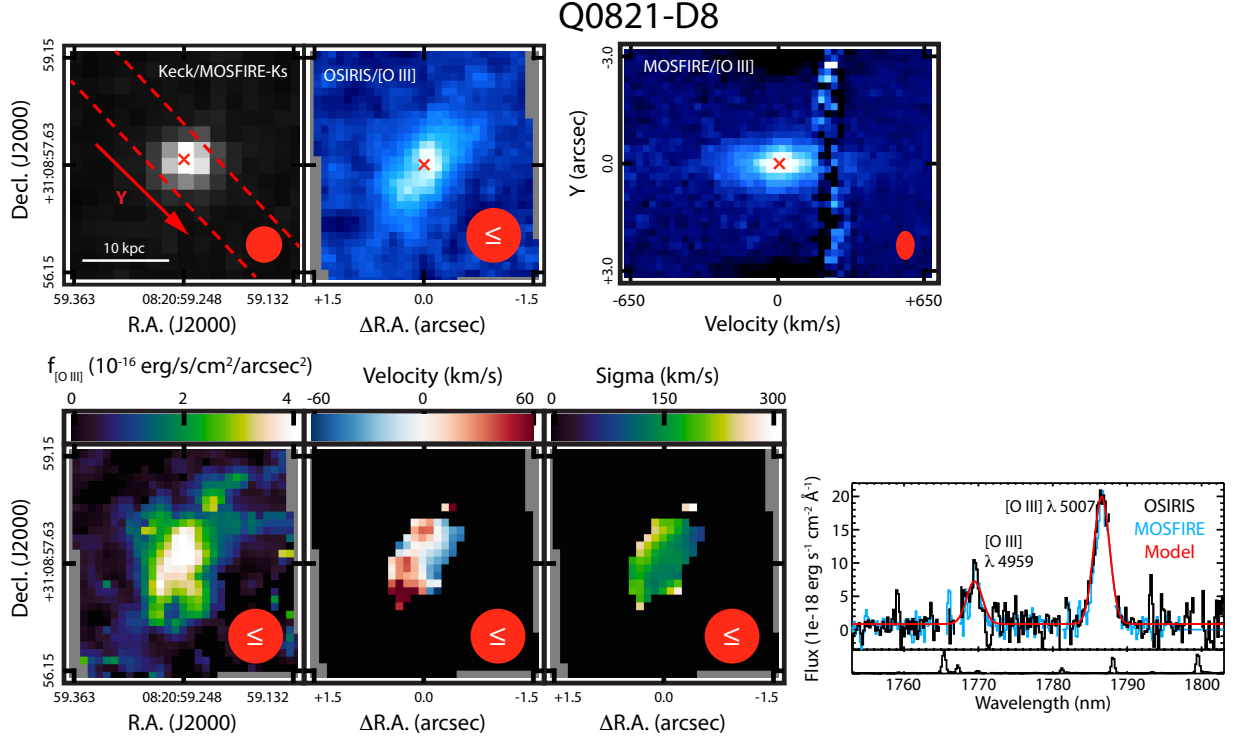 Q0821-D8
Keck/MOSFIRE-Ks
OSIRIS/[O III]
MOSFIRE/[O III]
Decl. (J2000)
59.15
+31:08:57.63
56.15
Y
10 kpc
≤
Y (arcsec)
-3.0
0.0
+3.0
59.363
08:20:59.248
59.132
+1.5
0.0
-1.5
-650
0
+650
R.A. (J2000)
ΔR.A. (arcsec)
Velocity (km/s)
f[O III] (10-16 erg/s/cm2/arcsec2)
Velocity (km/s)
Sigma (km/s)
0
2
4
-60
0
60
0
150
300
Decl. (J2000)
59.15
+31:08:57.63
56.15
≤
≤
≤
59.363
08:20:59.248
59.132
+1.5
0.0
-1.5
+1.5
0.0
-1.5
R.A. (J2000)
ΔR.A. (arcsec)
ΔR.A. (arcsec)
Flux (1e-18 erg s-1 cm-2 Å-1)
20
15
10
5
0
[O III] λ 5007
OSIRIS
MOSFIRE
Model
[O III]
λ 4959
1760
1770
1780
1790
1800
Wavelength (nm)